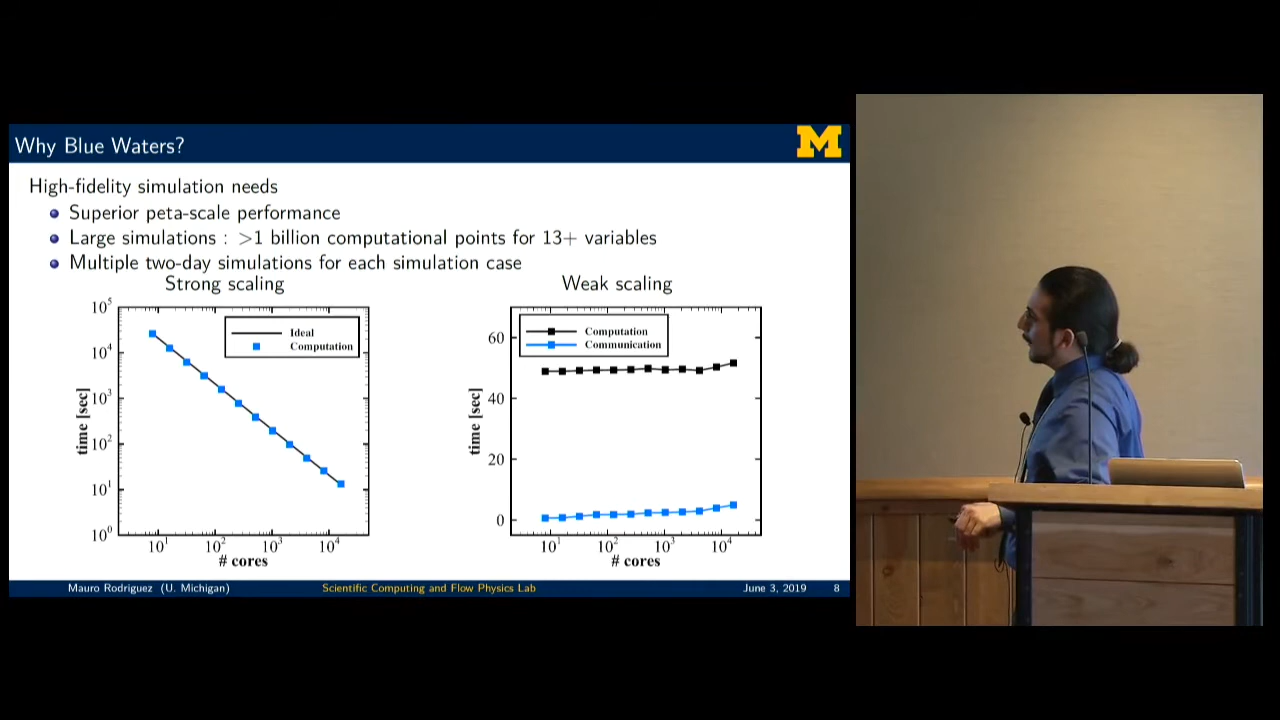 Why Blue Waters?
M
High-fidelity simulation needs
Superior peta-scale performance
Large simulations : >1 billion computational points for 13+ variables
Multiple two-day simulations for each simulation case
Strong scaling
10^5
10^4
10^3
10^2
10^1
10^0
time [sec]
Ideal
Computation
10^1
10^2
10^3
10^4
# cores
Weak scaling
60
40
20
0
time [sec]
Computation
Communication
10^1
10^2
10^3
10^4
# cores
Mauro Rodriguez (U. Michigan)
Scientific Computing and Flow Physics Lab
June 3, 2019
8